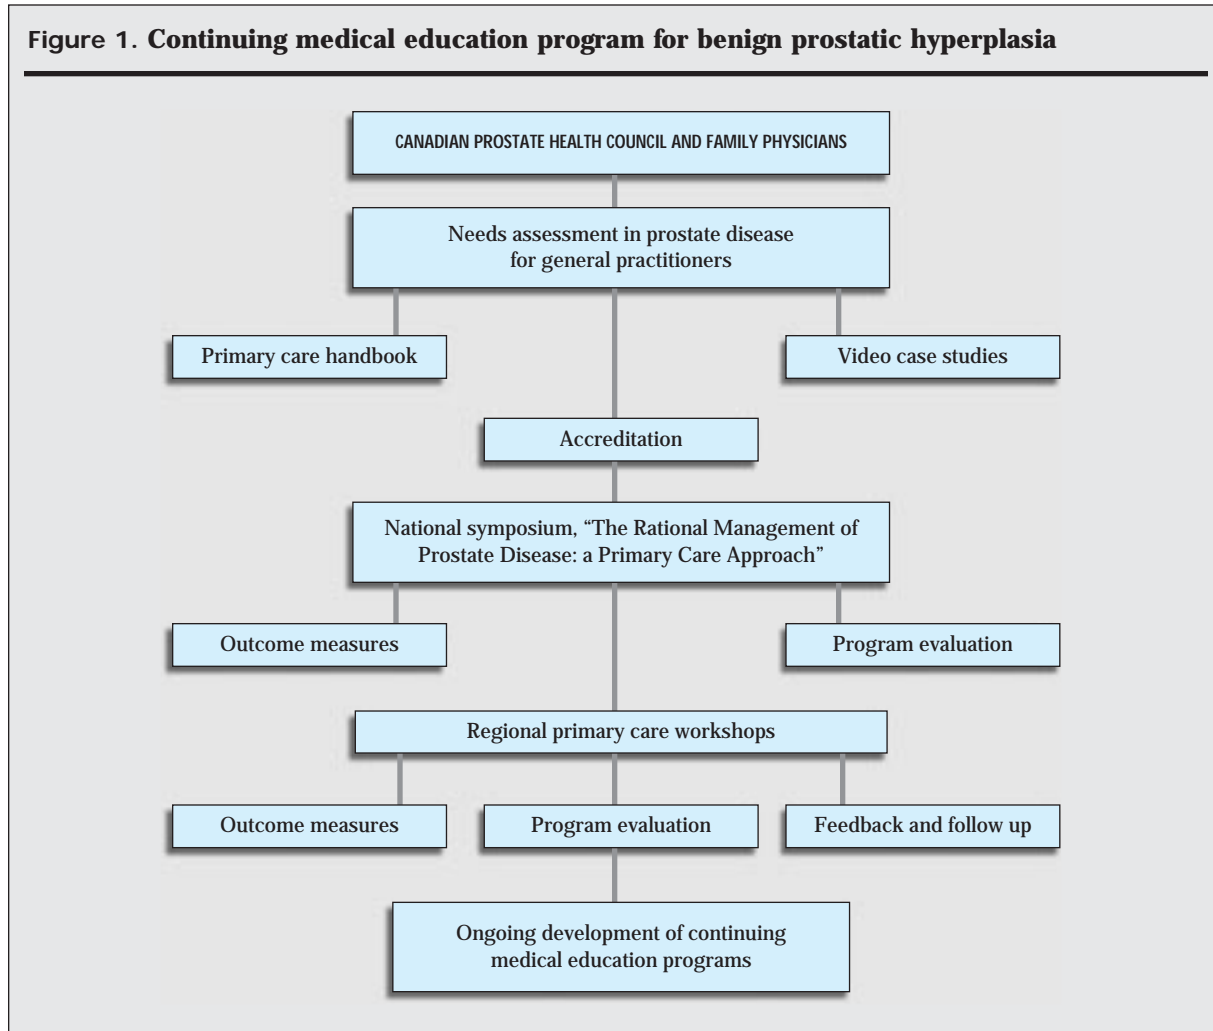 Figure 1. Continuing medical education program for benign prostatic hyperplasia
CANADIAN PROSTATE HEALTH COUNCIL AND FAMILY PHYSICIANS
Needs assessment in prostate disease
for general practitioners
Primary care handbook
Video case studies
Accreditation
National symposium, “The Rational Management of
Prostate Disease: a Primary Care Approach”
Outcome measures
Program evaluation
Regional primary care workshops
Outcome measures
Program evaluation
Feedback and follow up
Ongoing development of continuing
medical education programs